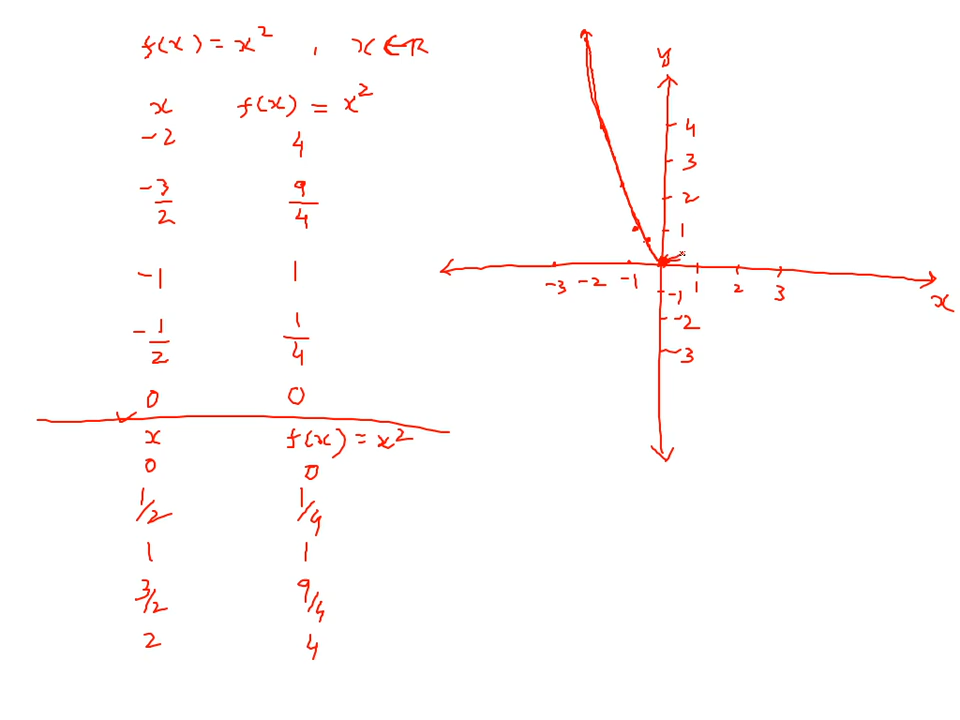 f(x) = x² , x ∈ R
x f(x) = x²
-2 4
-3/2 9/4
-1 1
-1/2 1/4
0 0
x f(x) = x²
0 0
1/2 1/4
1 1
3/2 9/4
2 4
y
4
3
2
1
-3 -2 -1 1 2 3
x
-1
-2
-3